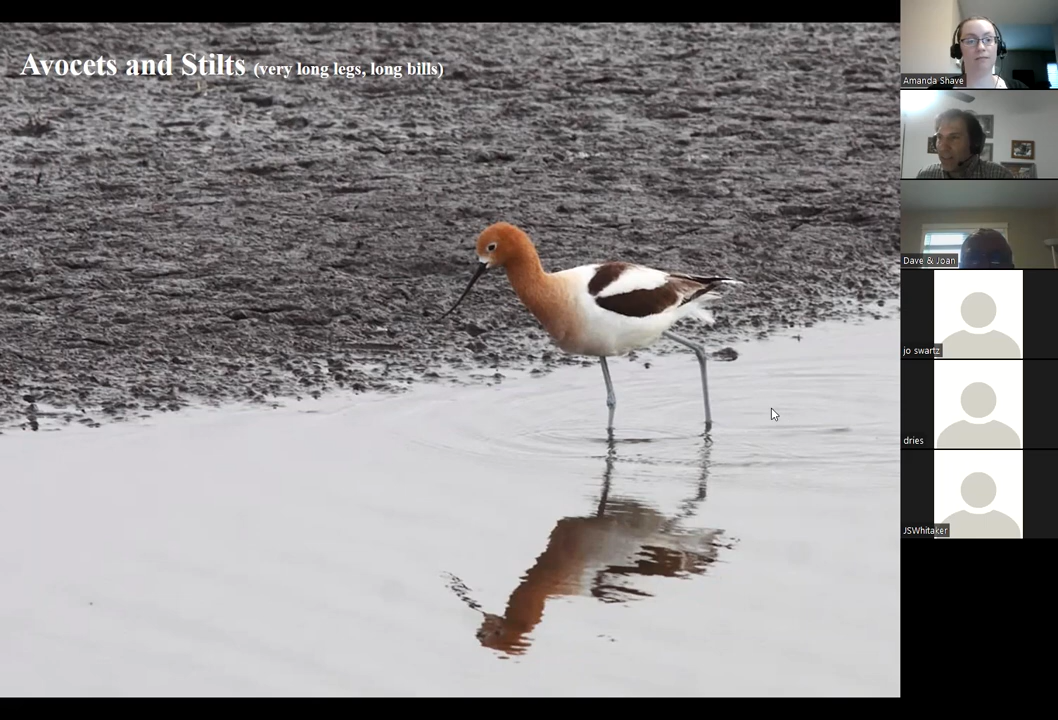 Avocets and Stilts (very long legs, long bills)
Amanda Shave
Dave & Joan
jo swartz
dries
JSWhitaker